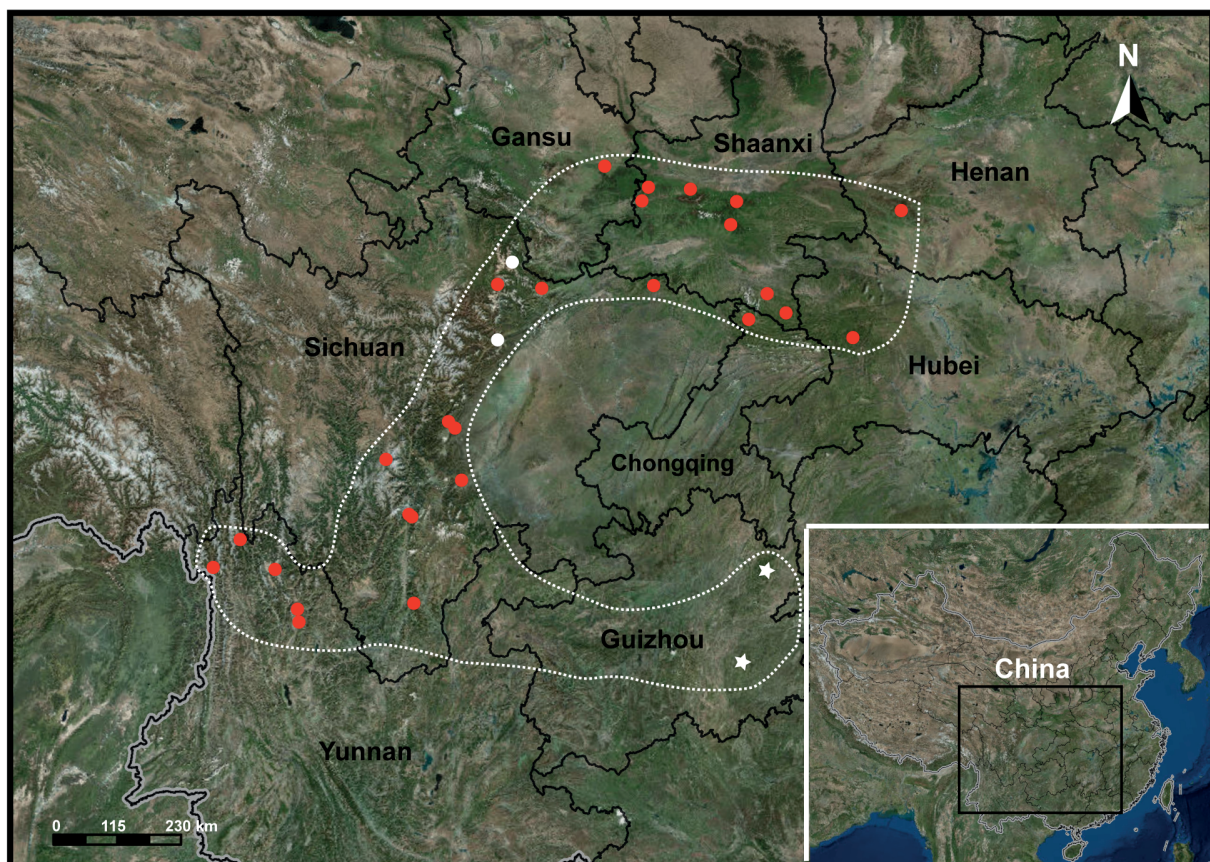 N
Gansu
Shaanxi
Henan
Sichuan
Hubei
Chongqing
Guizhou
China
Yunnan
0 115 230 km